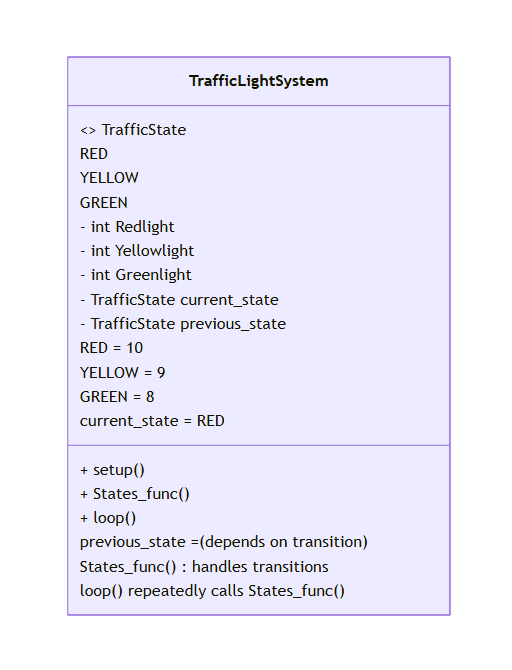 TrafficLightSystem
<> TrafficState
RED
YELLOW
GREEN
- int Redlight
- int Yellowlight
- int Greenlight
- TrafficState current_state
- TrafficState previous_state
RED = 10
YELLOW = 9
GREEN = 8
current_state = RED
+ setup()
+ States_func()
+ loop()
previous_state =(depends on transition)
States_func() : handles transitions
loop() repeatedly calls States_func()